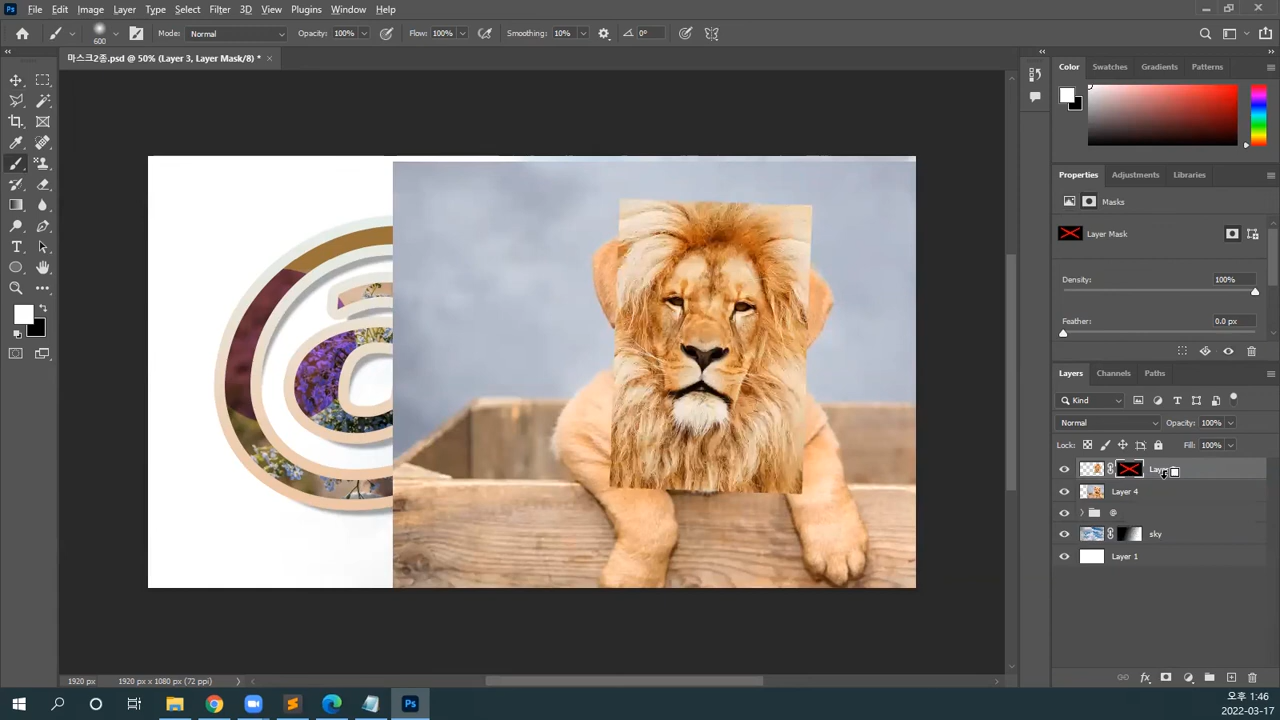 Ps File Edit Image Layer Type Select Filter 3D View Plugins Window Help
600 Mode: Normal Opacity: 100% Flow: 100% Smoothing: 10% 0°
마스크2종.psd @ 50% (Layer 3, Layer Mask/8) * ×
Color Swatches Gradients Patterns
Properties Adjustments Libraries
Masks
Layer Mask
Density: 100%
Feather: 0.0 px
Layers Channels Paths
Kind
Normal Opacity: 100%
Lock: Fill: 100%
Layer 4
@
sky
Layer 1
1920 px 1920 px x 1080 px (72 ppi)
Ps
오후 1:46
2022-03-17